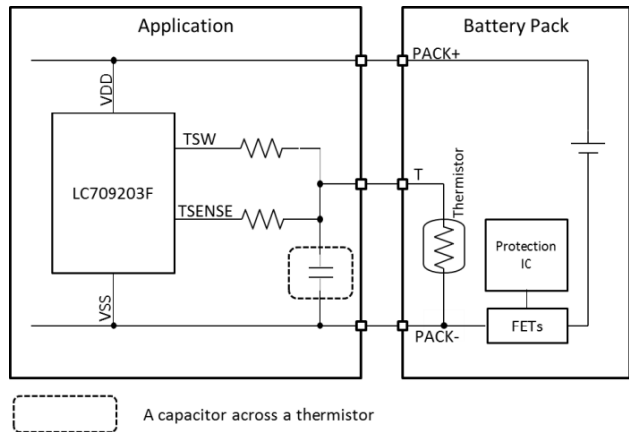 Application
Battery Pack
PACK+
VDD
TSW
LC709203F
TSENSE
T
Thermistor
Protection
IC
VSS
FETs
PACK-
A capacitor across a thermistor